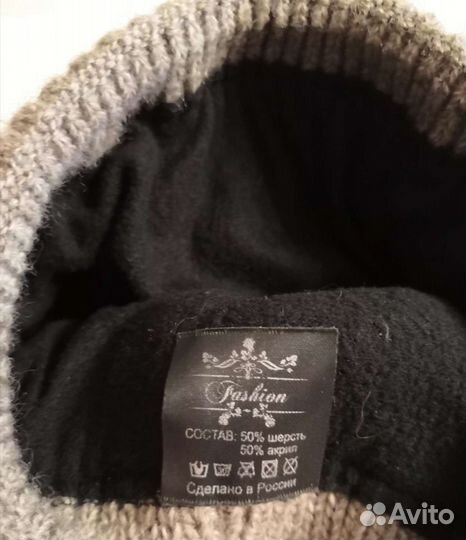 Fashion
СОСТАВ: 50% шерсть
50% акрил
Сделано в России
Avito